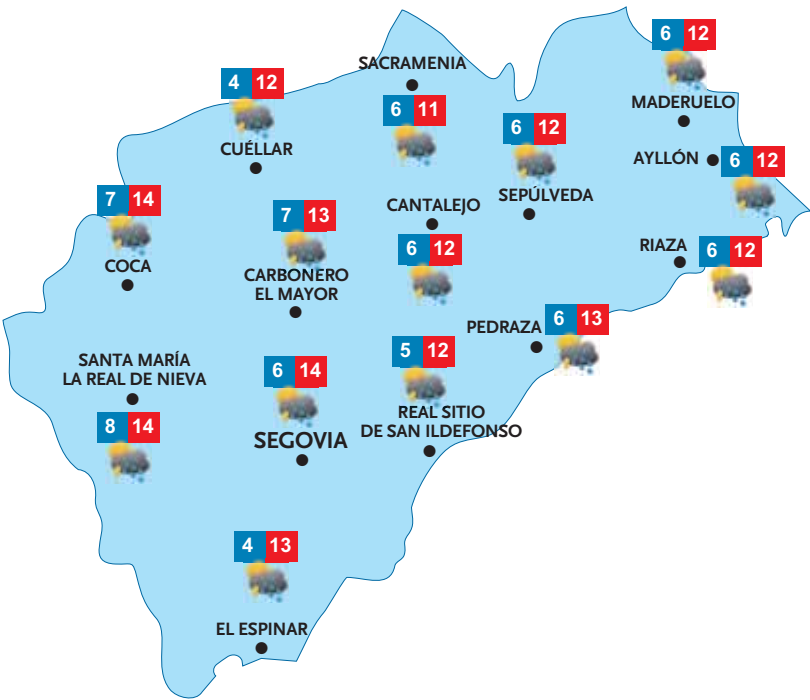 6 12
MADERUELO
SACRAMENIA
6 11
4 12
CUÉLLAR
6 12
SEPÚLVEDA
AYLLÓN
6 12
7 14
COCA
7 13
CARBONERO
EL MAYOR
CANTALEJO
6 12
RIAZA
6 12
PEDRAZA
6 13
SANTA MARÍA
LA REAL DE NIEVA
8 14
6 14
SEGOVIA
5 12
REAL SITIO
DE SAN ILDEFONSO
4 13
EL ESPINAR